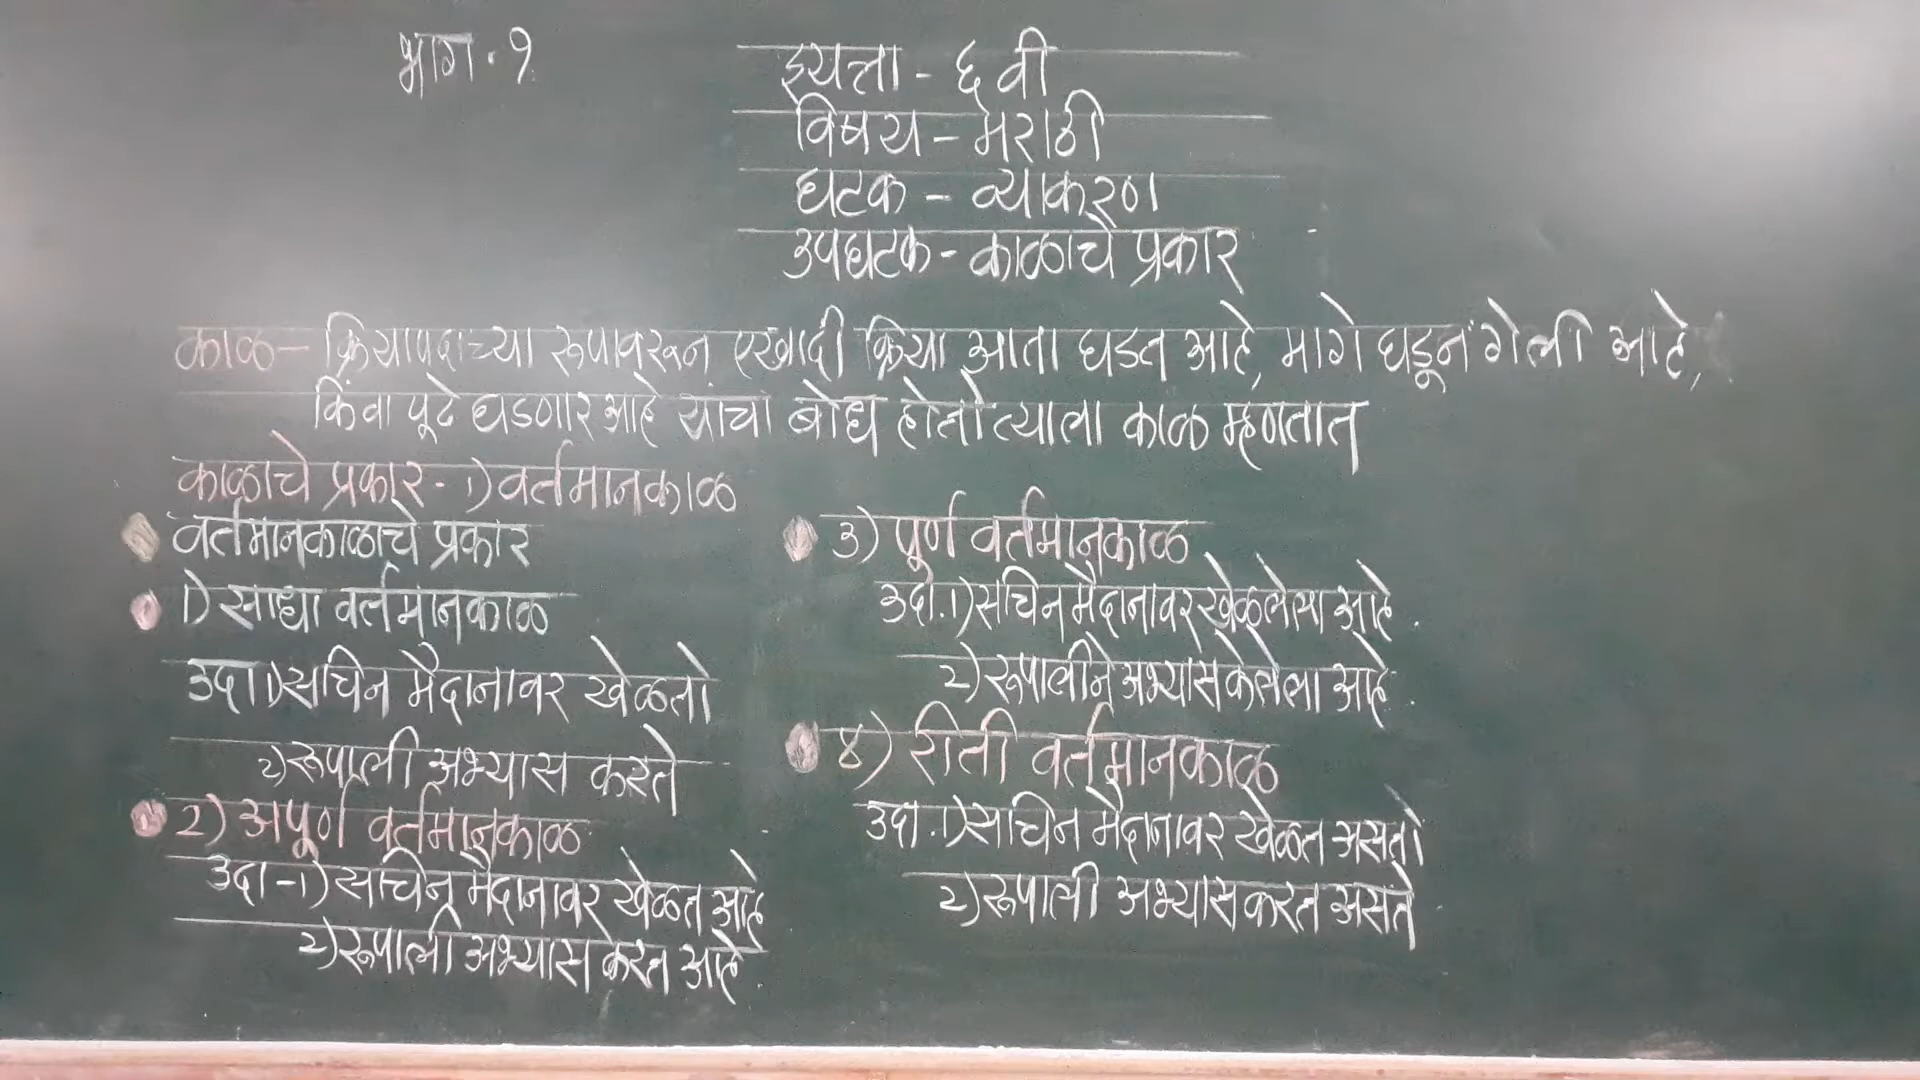 भाग - १
इयत्ता - ६ वी
विषय - मराठी
घटक - व्याकरण
उपघटक - काळाचे प्रकार
काळ - क्रियापदाच्या रूपावरून एखादी क्रिया आता घडत आहे, मागे घडून गेली आहे,
किंवा पूढे घडणार आहे याचा बोध होतो त्याला काळ म्हणतात
काळाचे प्रकार - १) वर्तमानकाळ
वर्तमानकाळाचे प्रकार
१) साधा वर्तमानकाळ
उदा १) सचिन मैदानावर खेळतो
२) रूपाली अभ्यास करते
२) अपूर्ण वर्तमानकाळ
उदा - १) सचिन मैदानावर खेळत आहे
२) रूपाली अभ्यास करत आहे.
३) पूर्ण वर्तमानकाळ
उदा. १) सचिन मैदानावर खेळलेला आहे.
२) रूपालीने अभ्यास केलेला आहे.
४) रीती वर्तमानकाळ
उदा. १) सचिन मैदानावर खेळत असतो
२) रूपाली अभ्यास करत असते